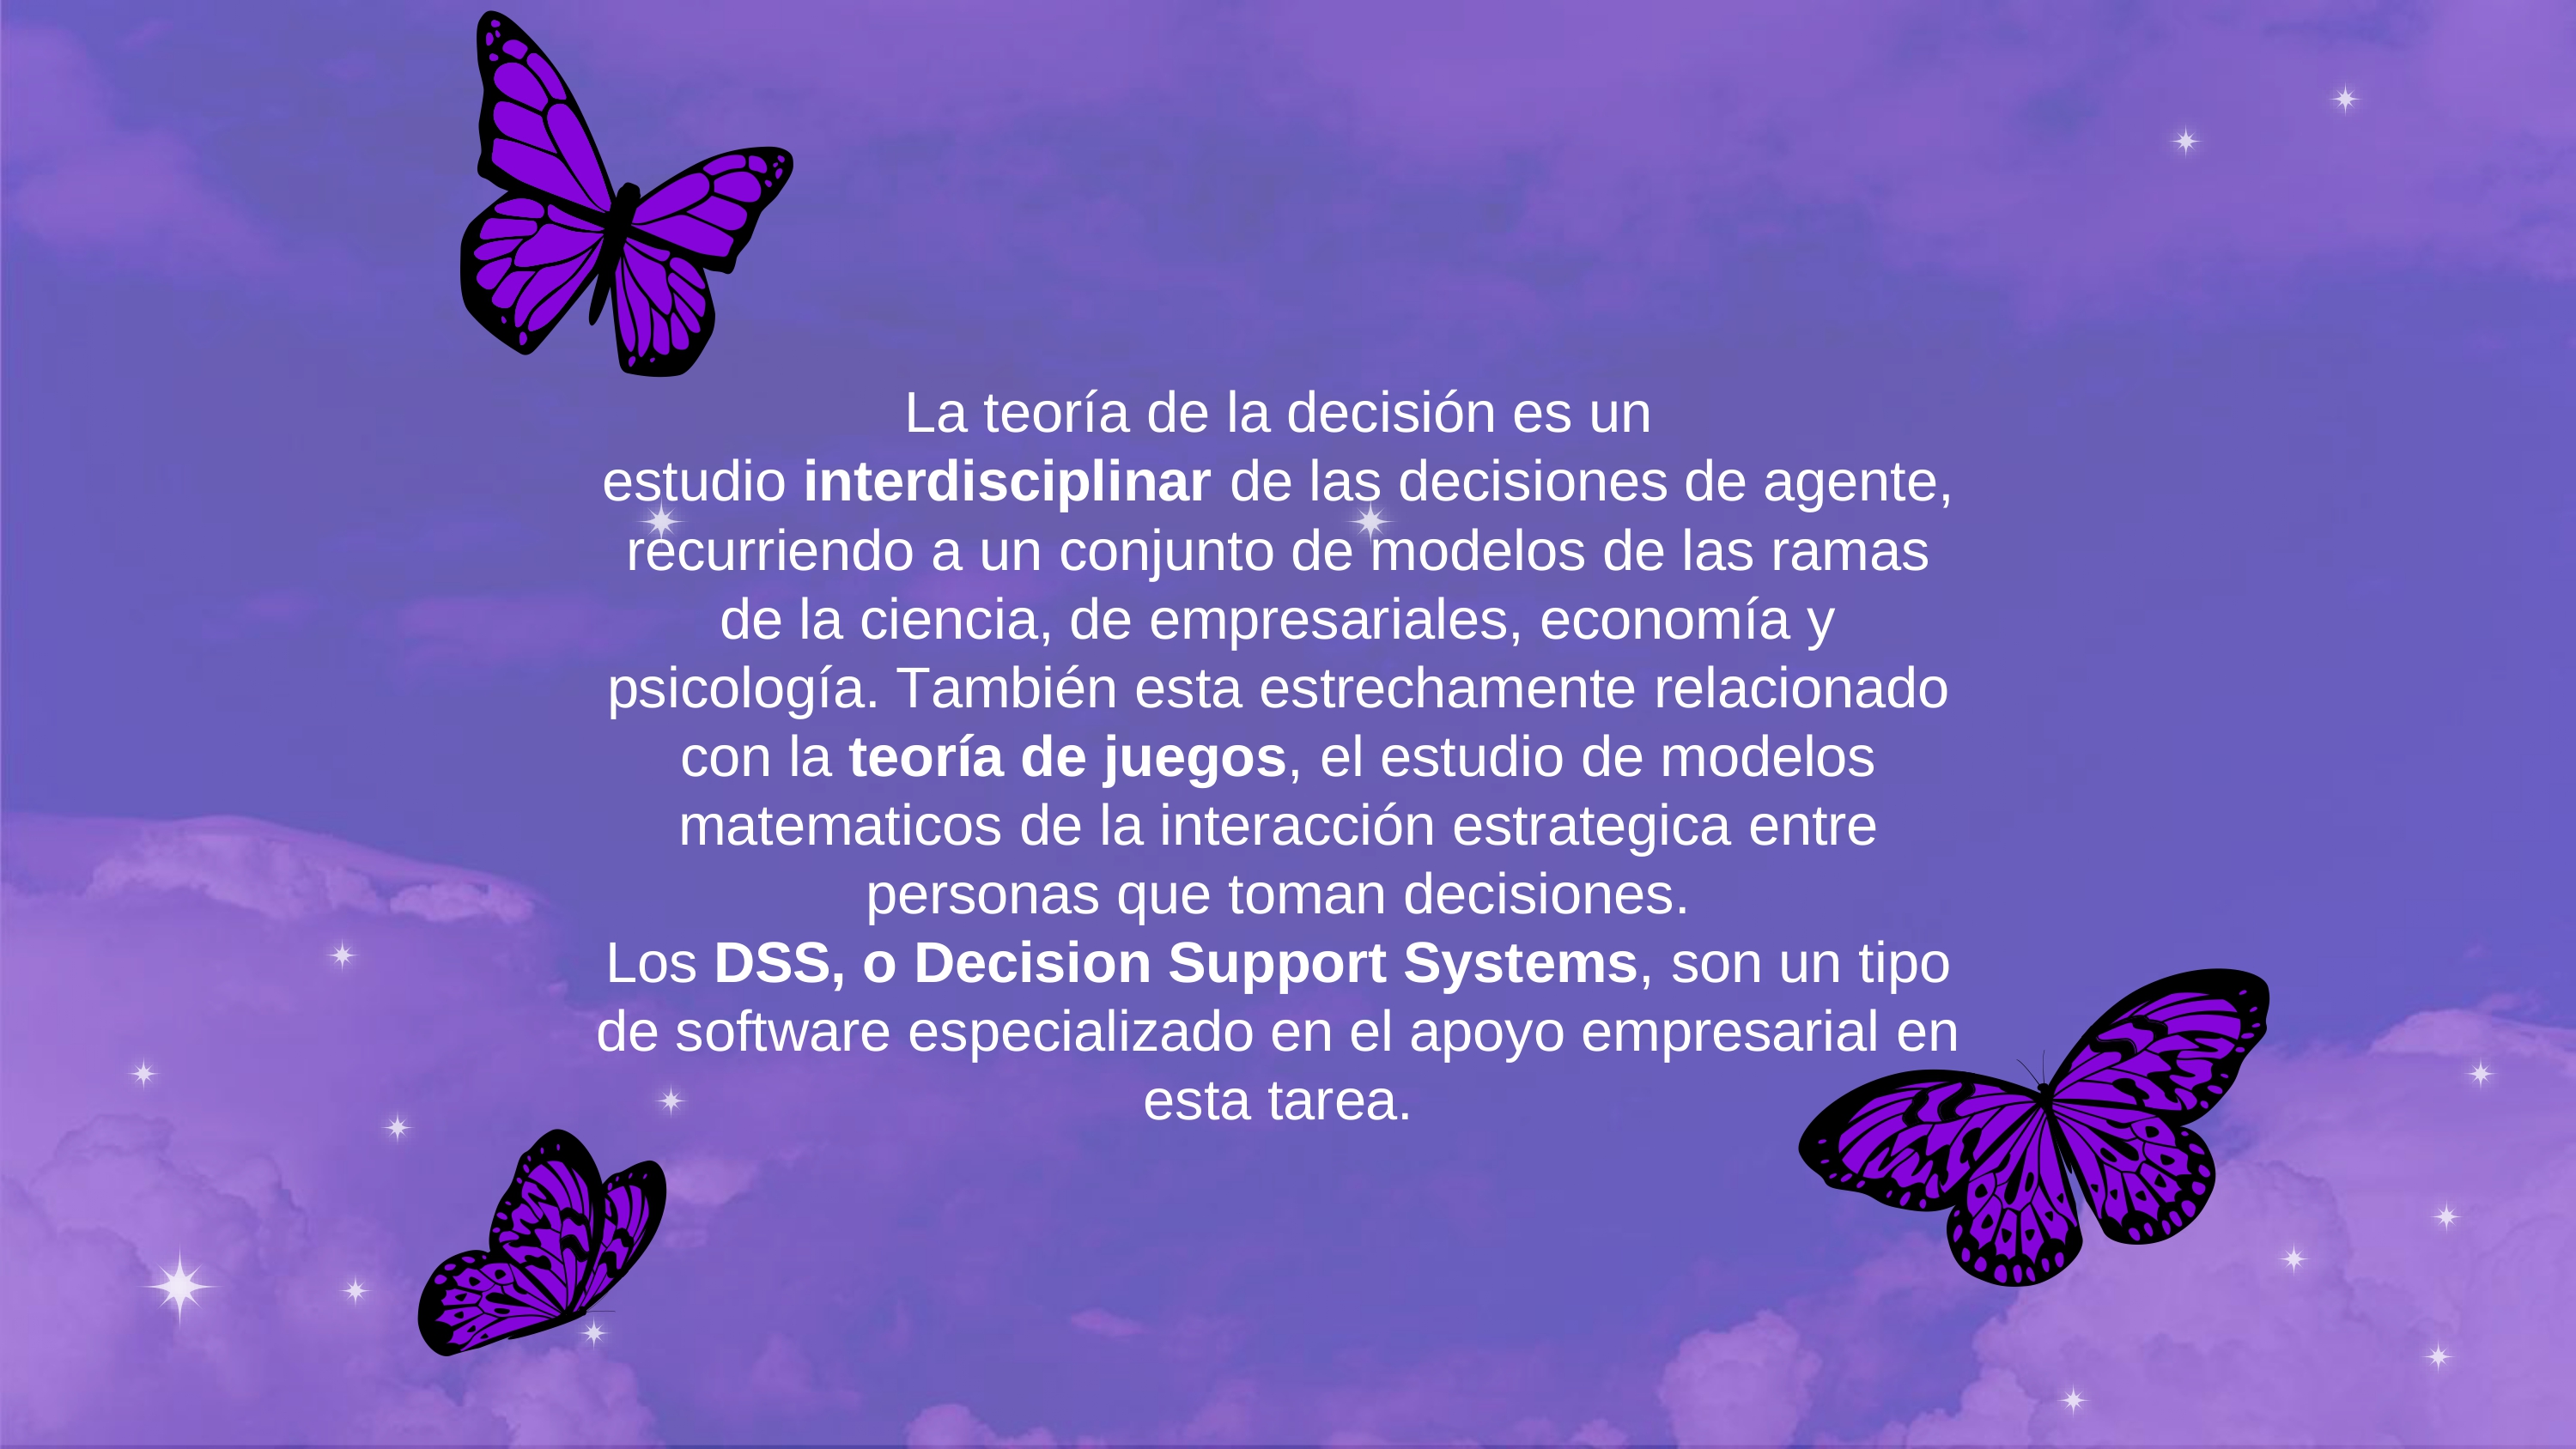 La teoría de la decisión es un
estudio interdisciplinar de las decisiones de agente,
recurriendo a un conjunto de modelos de las ramas
de la ciencia, de empresariales, economía y
psicología. También esta estrechamente relacionado
con la teoría de juegos, el estudio de modelos
matematicos de la interacción estrategica entre
personas que toman decisiones.
Los DSS, o Decision Support Systems, son un tipo
de software especializado en el apoyo empresarial en
esta tarea.